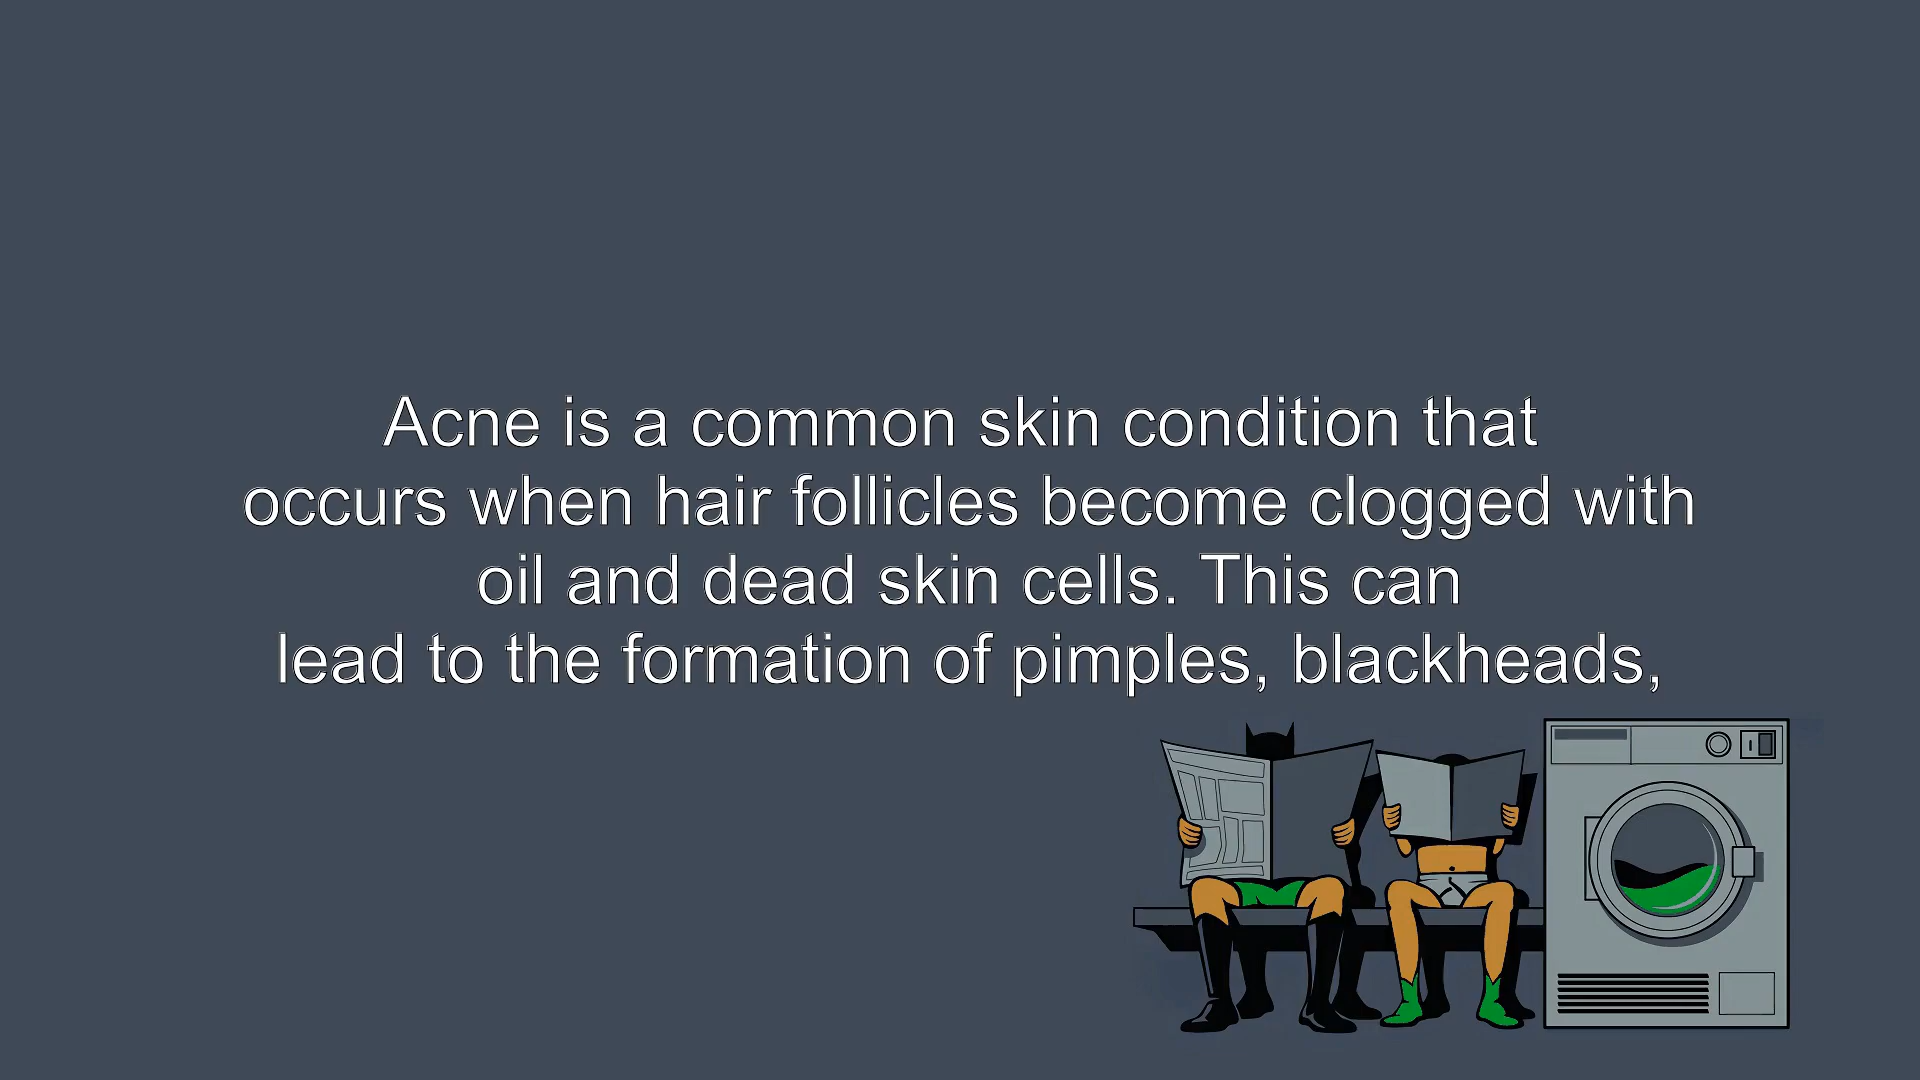 Acne is a common skin condition that
occurs when hair follicles become clogged with
oil and dead skin cells. This can
lead to the formation of pimples, blackheads,